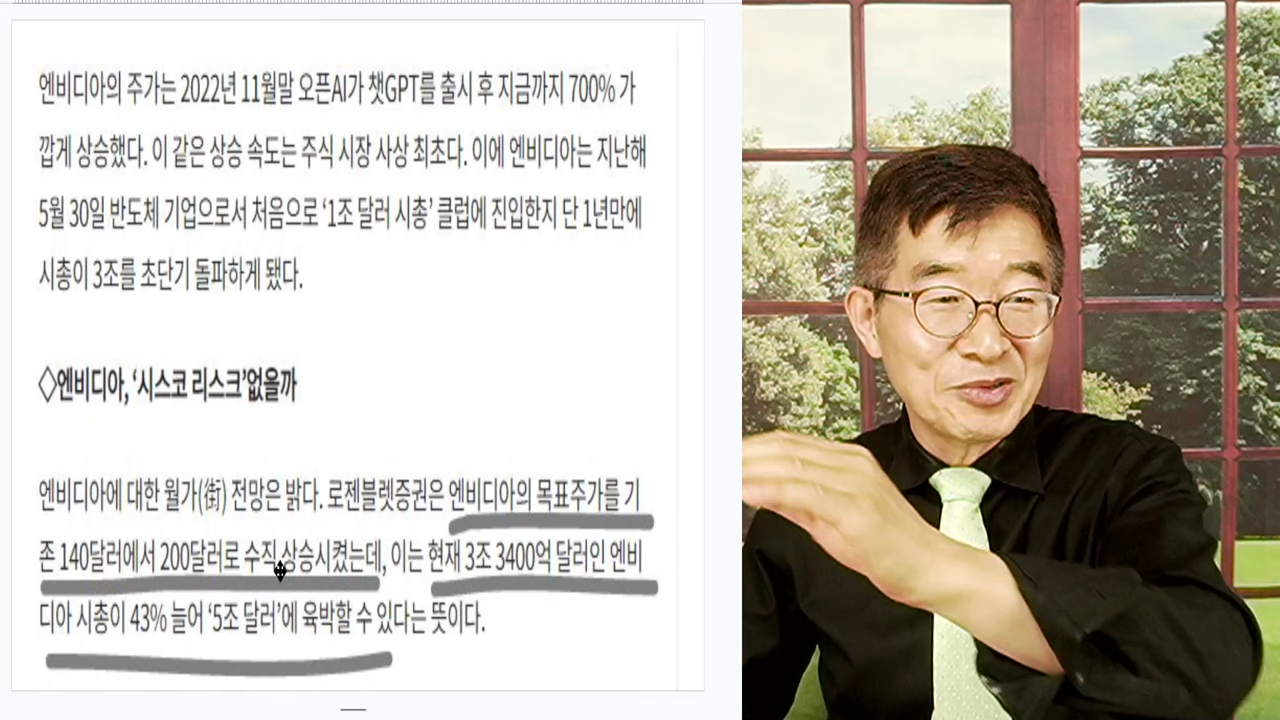 엔비디아의 주가는 2022년 11월말 오픈AI가 챗GPT를 출시 후 지금까지 700% 가
깝게 상승했다. 이 같은 상승 속도는 주식 시장 사상 최초다. 이에 엔비디아는 지난해
5월 30일 반도체 기업으로서 처음으로 ‘1조 달러 시총’ 클럽에 진입한지 단 1년만에
시총이 3조를 초단기 돌파하게 됐다.
◇엔비디아, ‘시스코 리스크’없을까
엔비디아에 대한 월가(街) 전망은 밝다. 로젠블렛증권은 엔비디아의 목표주가를 기
존 140달러에서 200달러로 수직 상승시켰는데, 이는 현재 3조 3400억 달러인 엔비
디아 시총이 43% 늘어 ‘5조 달러’에 육박할 수 있다는 뜻이다.